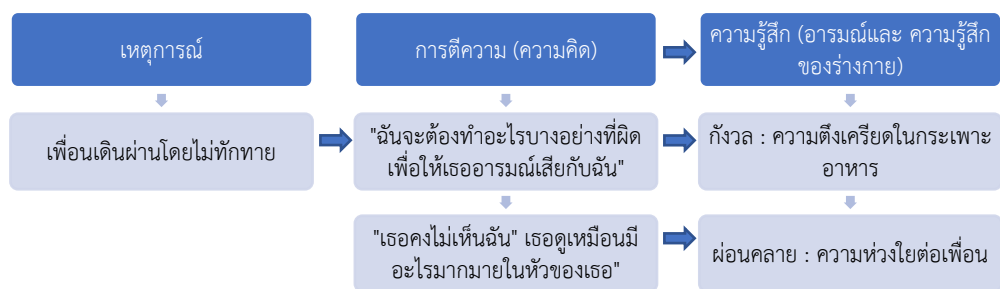 เหตุการณ์
การตีความ (ความคิด)
ความรู้สึก (อารมณ์และ ความรู้สึก
ของร่างกาย)
เพื่อนเดินผ่านโดยไม่ทักทาย
"ฉันจะต้องทำอะไรบางอย่างที่ผิด
เพื่อให้เธออารมณ์เสียกับฉัน"
กังวล : ความตึงเครียดในกระเพาะ
อาหาร
"เธอคงไม่เห็นฉัน" เธอดูเหมือนมี
อะไรมากมายในหัวของเธอ"
ผ่อนคลาย : ความห่วงใยต่อเพื่อน